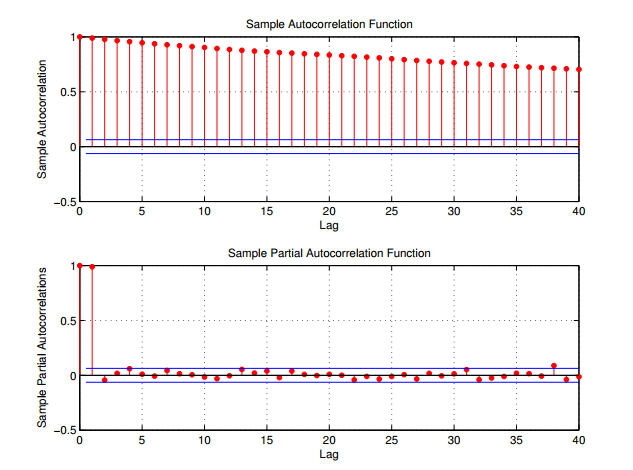 Sample Autocorrelation Function
1
0.5
0
−0.5
0 5 10 15 20 25 30 35 40
Lag
Sample Autocorrelation
Sample Partial Autocorrelation Function
1
0.5
0
−0.5
0 5 10 15 20 25 30 35 40
Lag
Sample Partial Autocorrelations